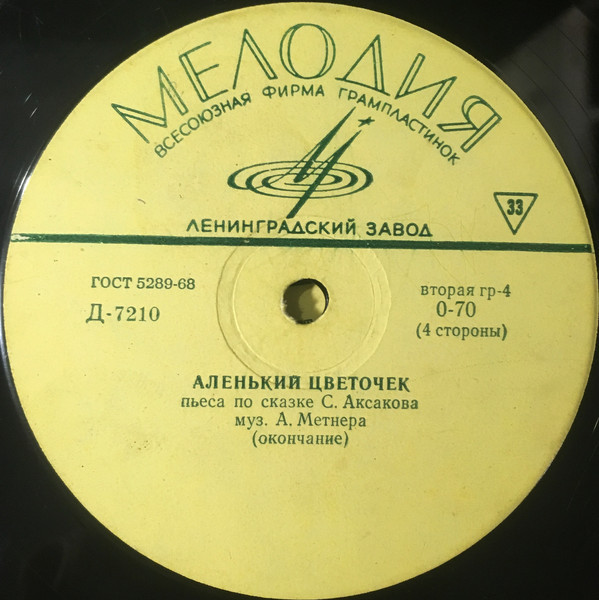 МЕЛОДИЯ
ВСЕСОЮЗНАЯ ФИРМА ГРАМПЛАСТИНОК
33
ЛЕНИНГРАДСКИЙ ЗАВОД
ГОСТ 5289-68
Д-7210
вторая гр-4
0-70
(4 стороны)
АЛЕНЬКИЙ ЦВЕТОЧЕК
пьеса по сказке С. Аксакова
муз. А. Метнера
(окончание)